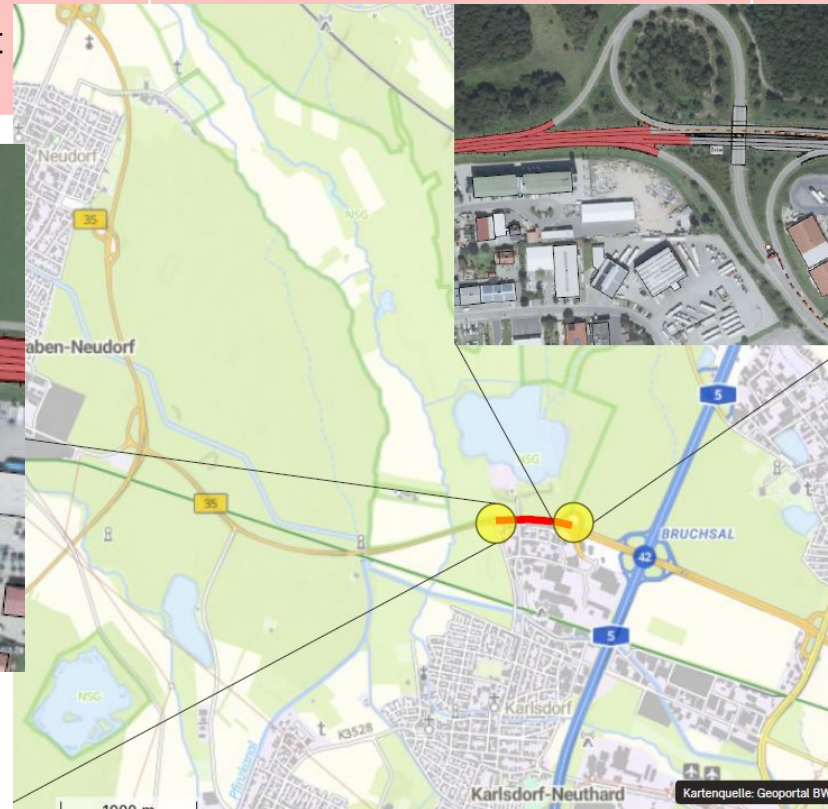 t
Neudorf
35
NSG
aben-Neudorf
5
35
NSG
BRUCHSAL
42
5
NSG
Karlsdorf
K3528
Pfinzkanal
Karlsdorf-Neuthard
1000 m
Kartenquelle: Geoportal BW